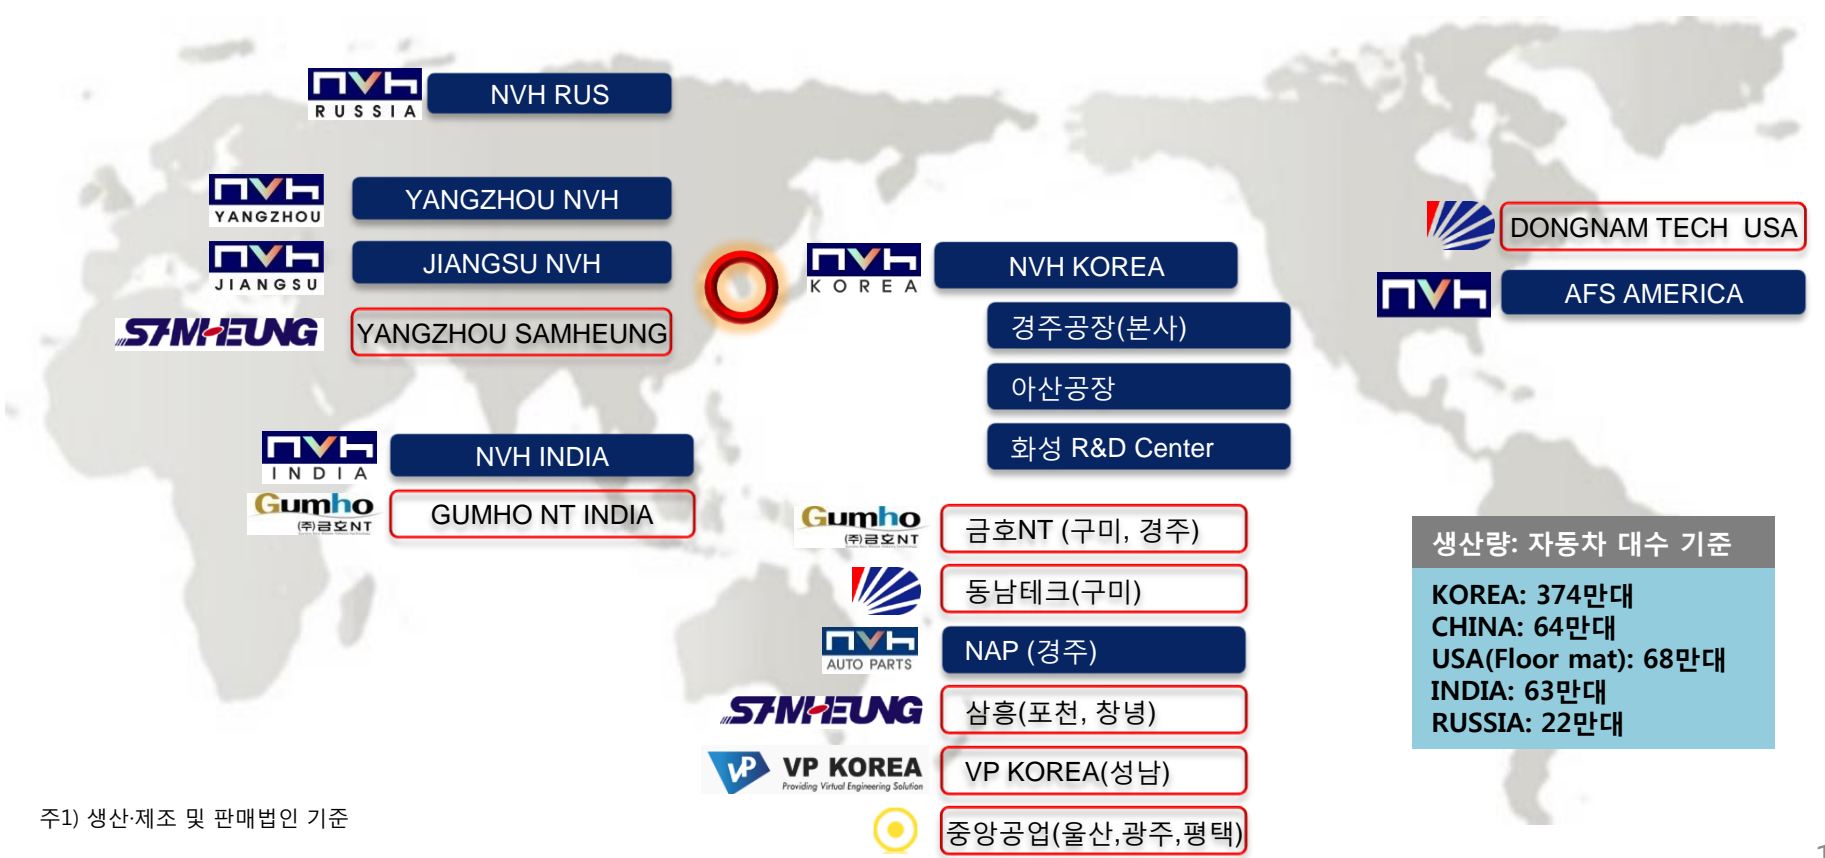 nvh
RUSSIA
NVH RUS
nvh
YANGZHOU
YANGZHOU NVH
nvh
JIANGSU
JIANGSU NVH
SAMHEUNG
YANGZHOU SAMHEUNG
nvh
INDIA
NVH INDIA
Gumho
(주)금호NT
GUMHO NT INDIA
nvh
KOREA
NVH KOREA
경주공장(본사)
아산공장
화성 R&D Center
Gumho
(주)금호NT
금호NT (구미, 경주)
동남테크(구미)
nvh
AUTO PARTS
NAP (경주)
SAMHEUNG
삼흥(포천, 창녕)
VP
VP KOREA
Providing Virtual Engineering Solution
VP KOREA(성남)
중앙공업(울산,광주,평택)
DONGNAM TECH USA
nvh
AFS AMERICA
생산량: 자동차 대수 기준
KOREA: 374만대
CHINA: 64만대
USA(Floor mat): 68만대
INDIA: 63만대
RUSSIA: 22만대
주1) 생산·제조 및 판매법인 기준